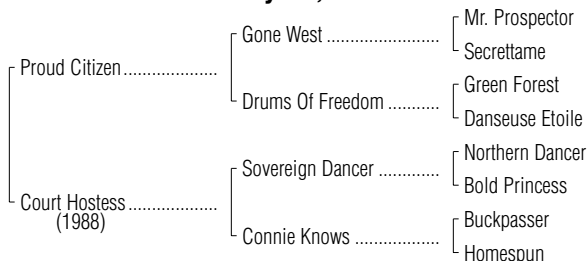 Mr. Prospector
Gone West ..........................
Secrettame
Proud Citizen......................
Green Forest
Drums Of Freedom ............
Danseuse Etoile
Northern Dancer
Sovereign Dancer ..............
Bold Princess
Court Hostess.....................
(1988)
Buckpasser
Connie Knows ...................
Homespun